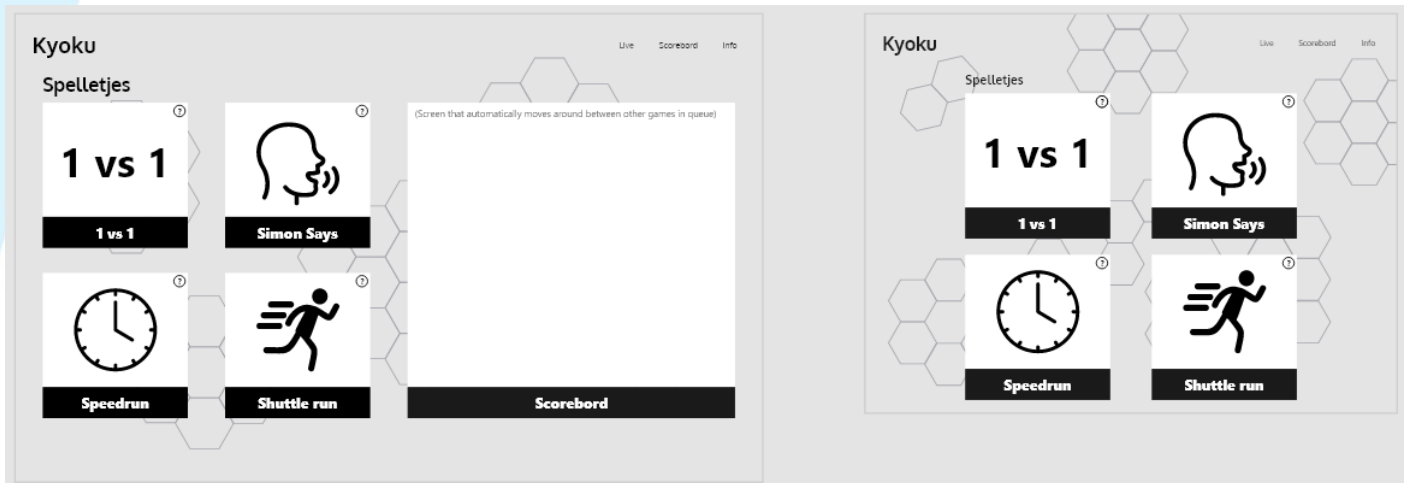 Kyoku
Live Scorebord Info
Spelletjes
?
1 vs 1
1 vs 1
?
Simon Says
(Screen that automatically moves around between other games in queue)
?
Speedrun
?
Shuttle run
Scorebord
Kyoku
Live Scorebord Info
Spelletjes
?
1 vs 1
1 vs 1
?
Simon Says
?
Speedrun
?
Shuttle run